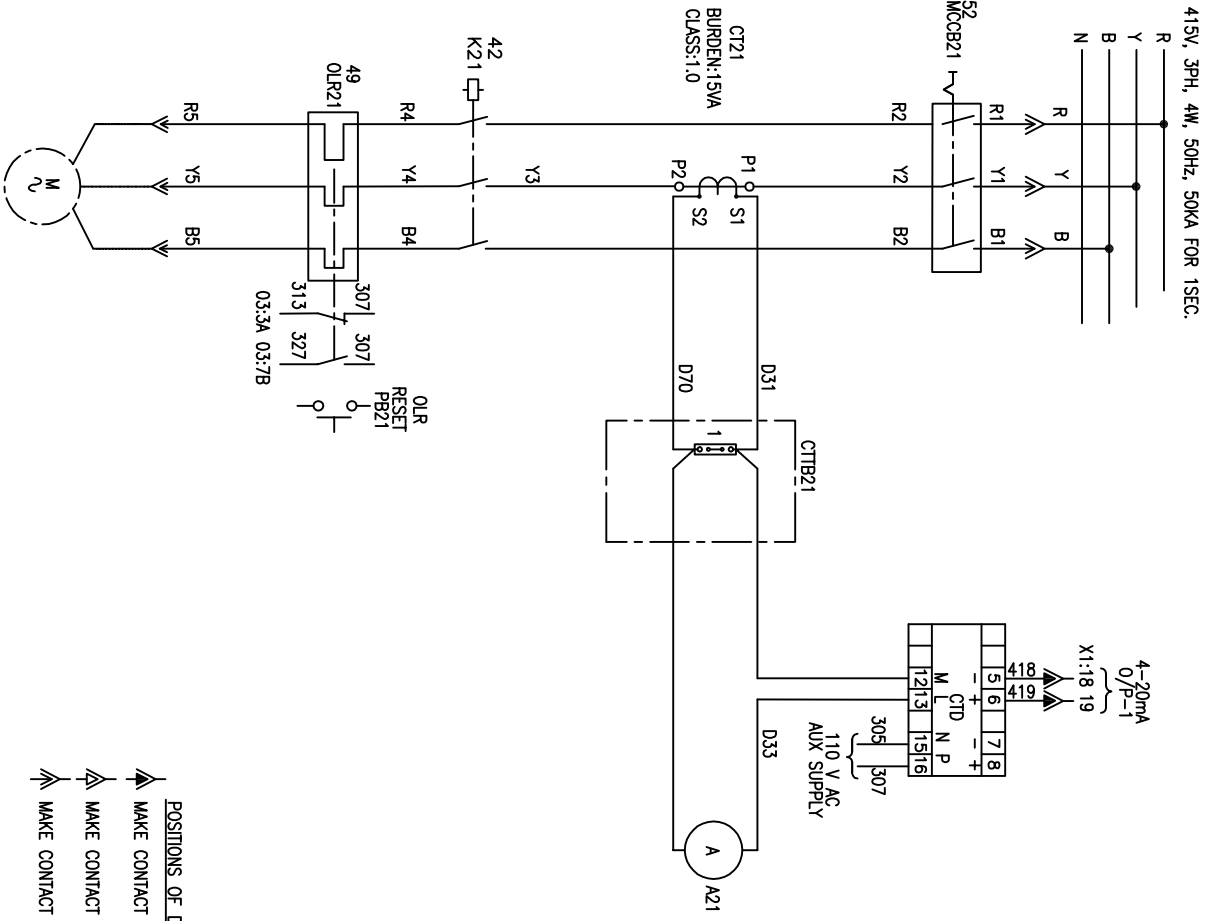 415V, 3PH, 4W, 50Hz, 50KA FOR 1SEC.
R
Y
B
N
R
Y
B
R1
Y1
B1
52
MCCB21
R2
Y2
B2
CT21
BURDEN:15VA
CLASS:1.0
P1
P2
S1
S2
Y3
D31
D70
CTTB21
1
4-20mA
O/P-1
X1:18 19
418
419
5
6
7
8
-
+
-
+
CTD
M
L
N
P
12
13
15
16
305
307
110 V AC
AUX SUPPLY
D33
A
A21
42
K21
R4
Y4
B4
49
OLR21
307
307
313
327
03:3A 03:7B
OLR
RESET
PB21
R5
Y5
B5
M
POSITIONS OF
MAKE CONTACT
MAKE CONTACT
MAKE CONTACT